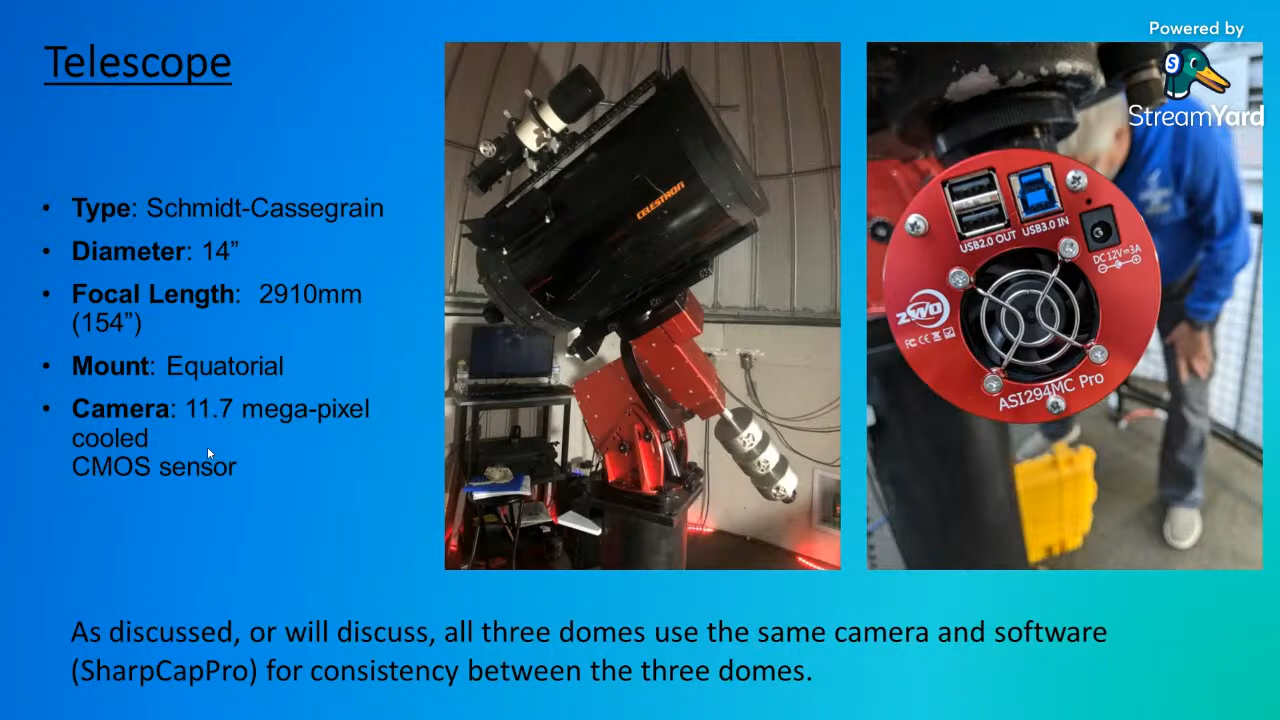 Powered by
StreamYard
Telescope
• Type: Schmidt-Cassegrain
• Diameter: 14”
• Focal Length:  2910mm
(154”)
• Mount: Equatorial
• Camera: 11.7 mega-pixel
cooled
CMOS sensor
CELESTRON
USB2.0 OUT
USB3.0 IN
DC 12V=3A
ZWO
FC CE
ASI294MC Pro
As discussed, or will discuss, all three domes use the same camera and software
(SharpCapPro) for consistency between the three domes.